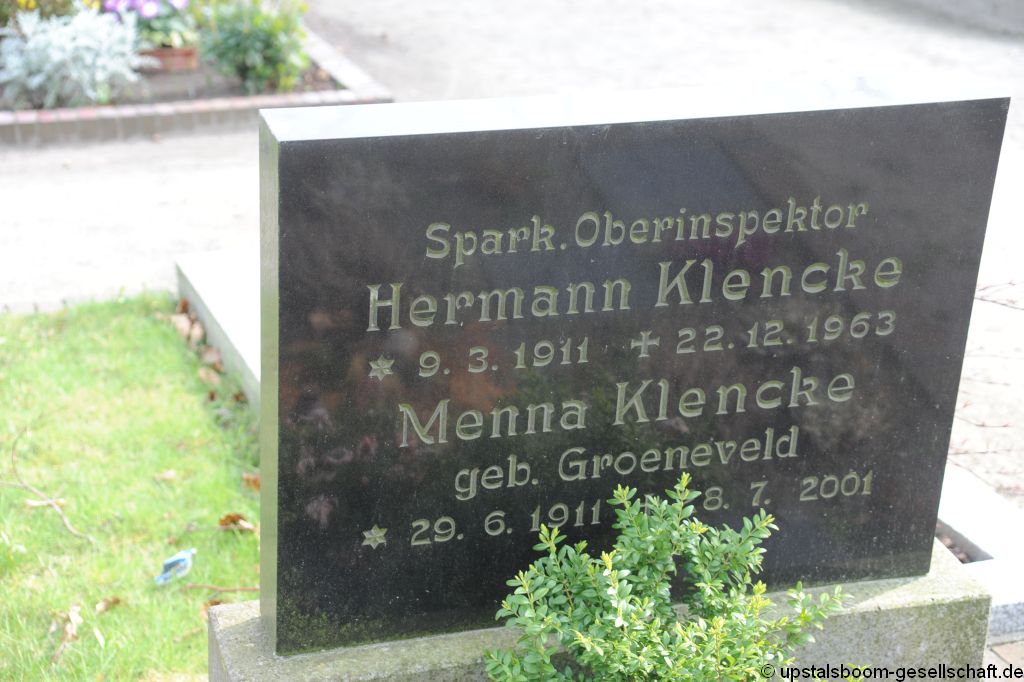 Spark. Oberinspektor
Hermann Klencke
* 9. 3. 1911 ✝ 22. 12. 1963
Menna Klencke
geb. Groeneveld
* 29. 6. 1911 8. 7. 2001
© upstalsboom-gesellschaft.de